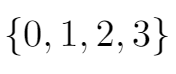 {0, 1, 2, 3}